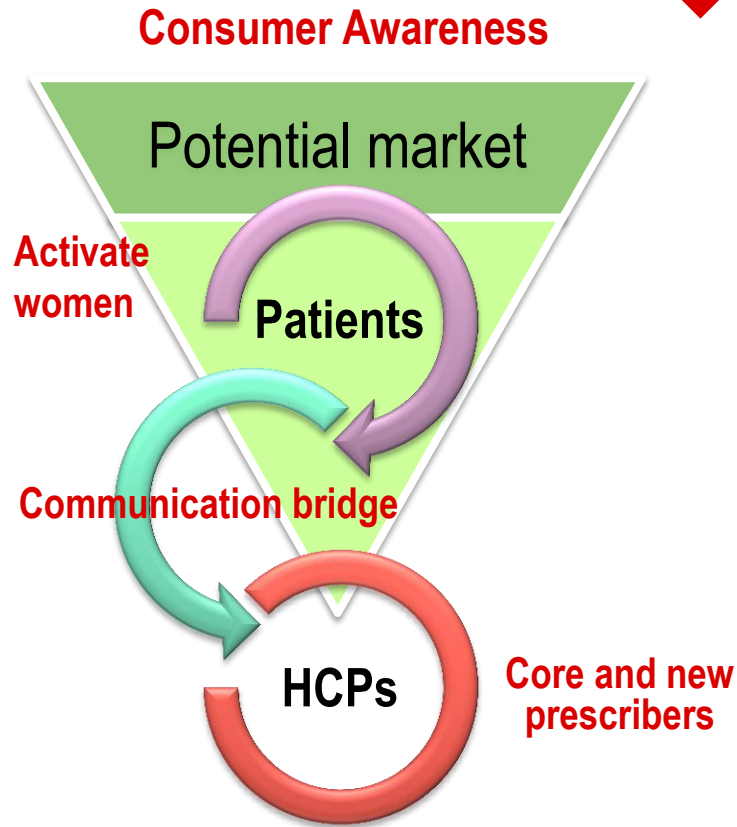 Consumer Awareness
Potential market
Activate
women
Patients
Communication bridge
HCPs
Core and new
prescribers